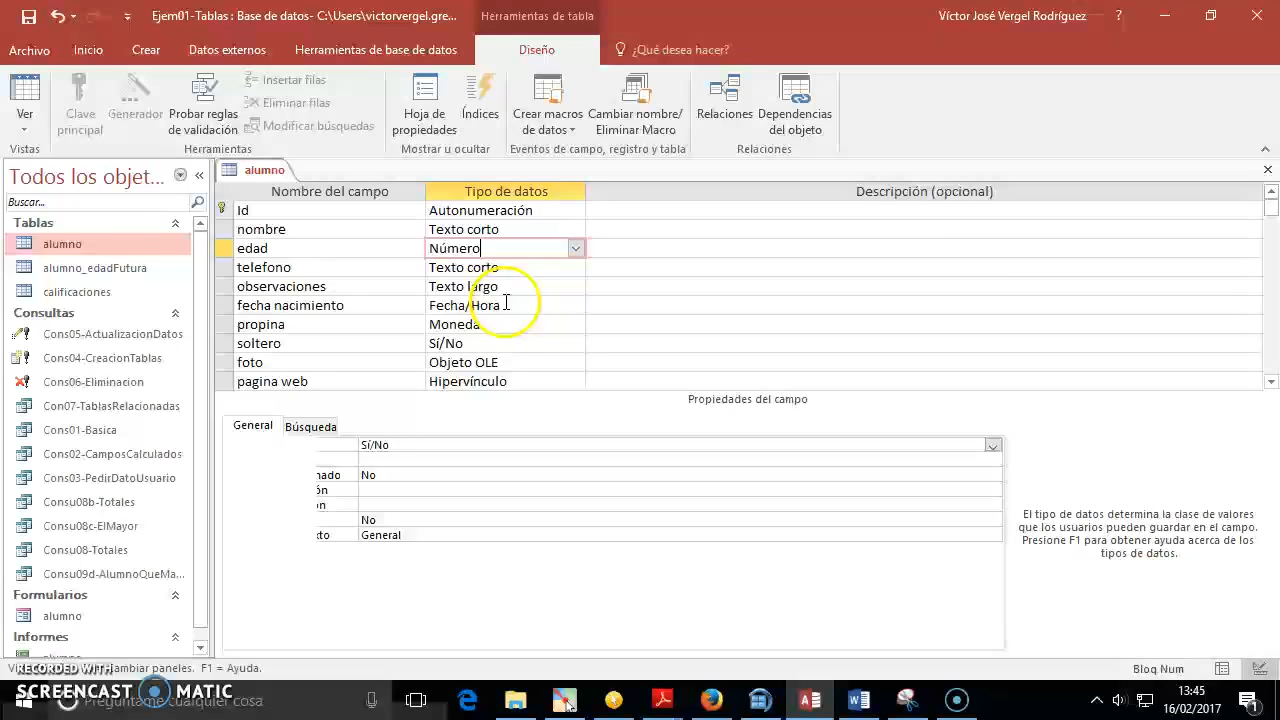 Ejem01-Tablas : Base de datos- C:\Users\victorvergel.gre...
Herramientas de tabla
Víctor José Vergel Rodríguez
Archivo Inicio Crear Datos externos Herramientas de base de datos Diseño ¿Qué desea hacer?
Ver
Clave principal
Generador
Probar reglas de validación
Insertar filas
Eliminar filas
Modificar búsquedas
Hoja de propiedades
Índices
Crear macros de datos
Cambiar nombre/ Eliminar Macro
Relaciones
Dependencias del objeto
Vistas Herramientas Mostrar u ocultar Eventos de campo, registro y tabla Relaciones
Todos los objet...
Buscar...
Tablas
alumno
alumno_edadFutura
calificaciones
Consultas
Cons05-ActualizacionDatos
Cons04-CreacionTablas
Cons06-Eliminacion
Con07-TablasRelacionadas
Cons01-Basica
Cons02-CamposCalculados
Cons03-PedirDatoUsuario
Consu08b-Totales
Consu08c-ElMayor
Consu08-Totales
Consu09d-AlumnoQueMa...
Formularios
alumno
Informes
alumno
Nombre del campo Tipo de datos Descripción (opcional)
Id Autonumeración
nombre Texto corto
edad Número
telefono Texto corto
observaciones Texto largo
fecha nacimiento Fecha/Hora
propina Moneda
soltero Sí/No
foto Objeto OLE
pagina web Hipervínculo
Propiedades del campo
General Búsqueda
Sí/No
nado No
ión
ón
No
xto General
El tipo de datos determina la clase de valores
que los usuarios pueden guardar en el campo.
Presione F1 para obtener ayuda acerca de los
tipos de datos.
cambiar paneles. F1 = Ayuda.
Bloq Num
RECORDED WITH
SCREENCAST MATIC
Pregúntame cualquier cosa
13:45
16/02/2017